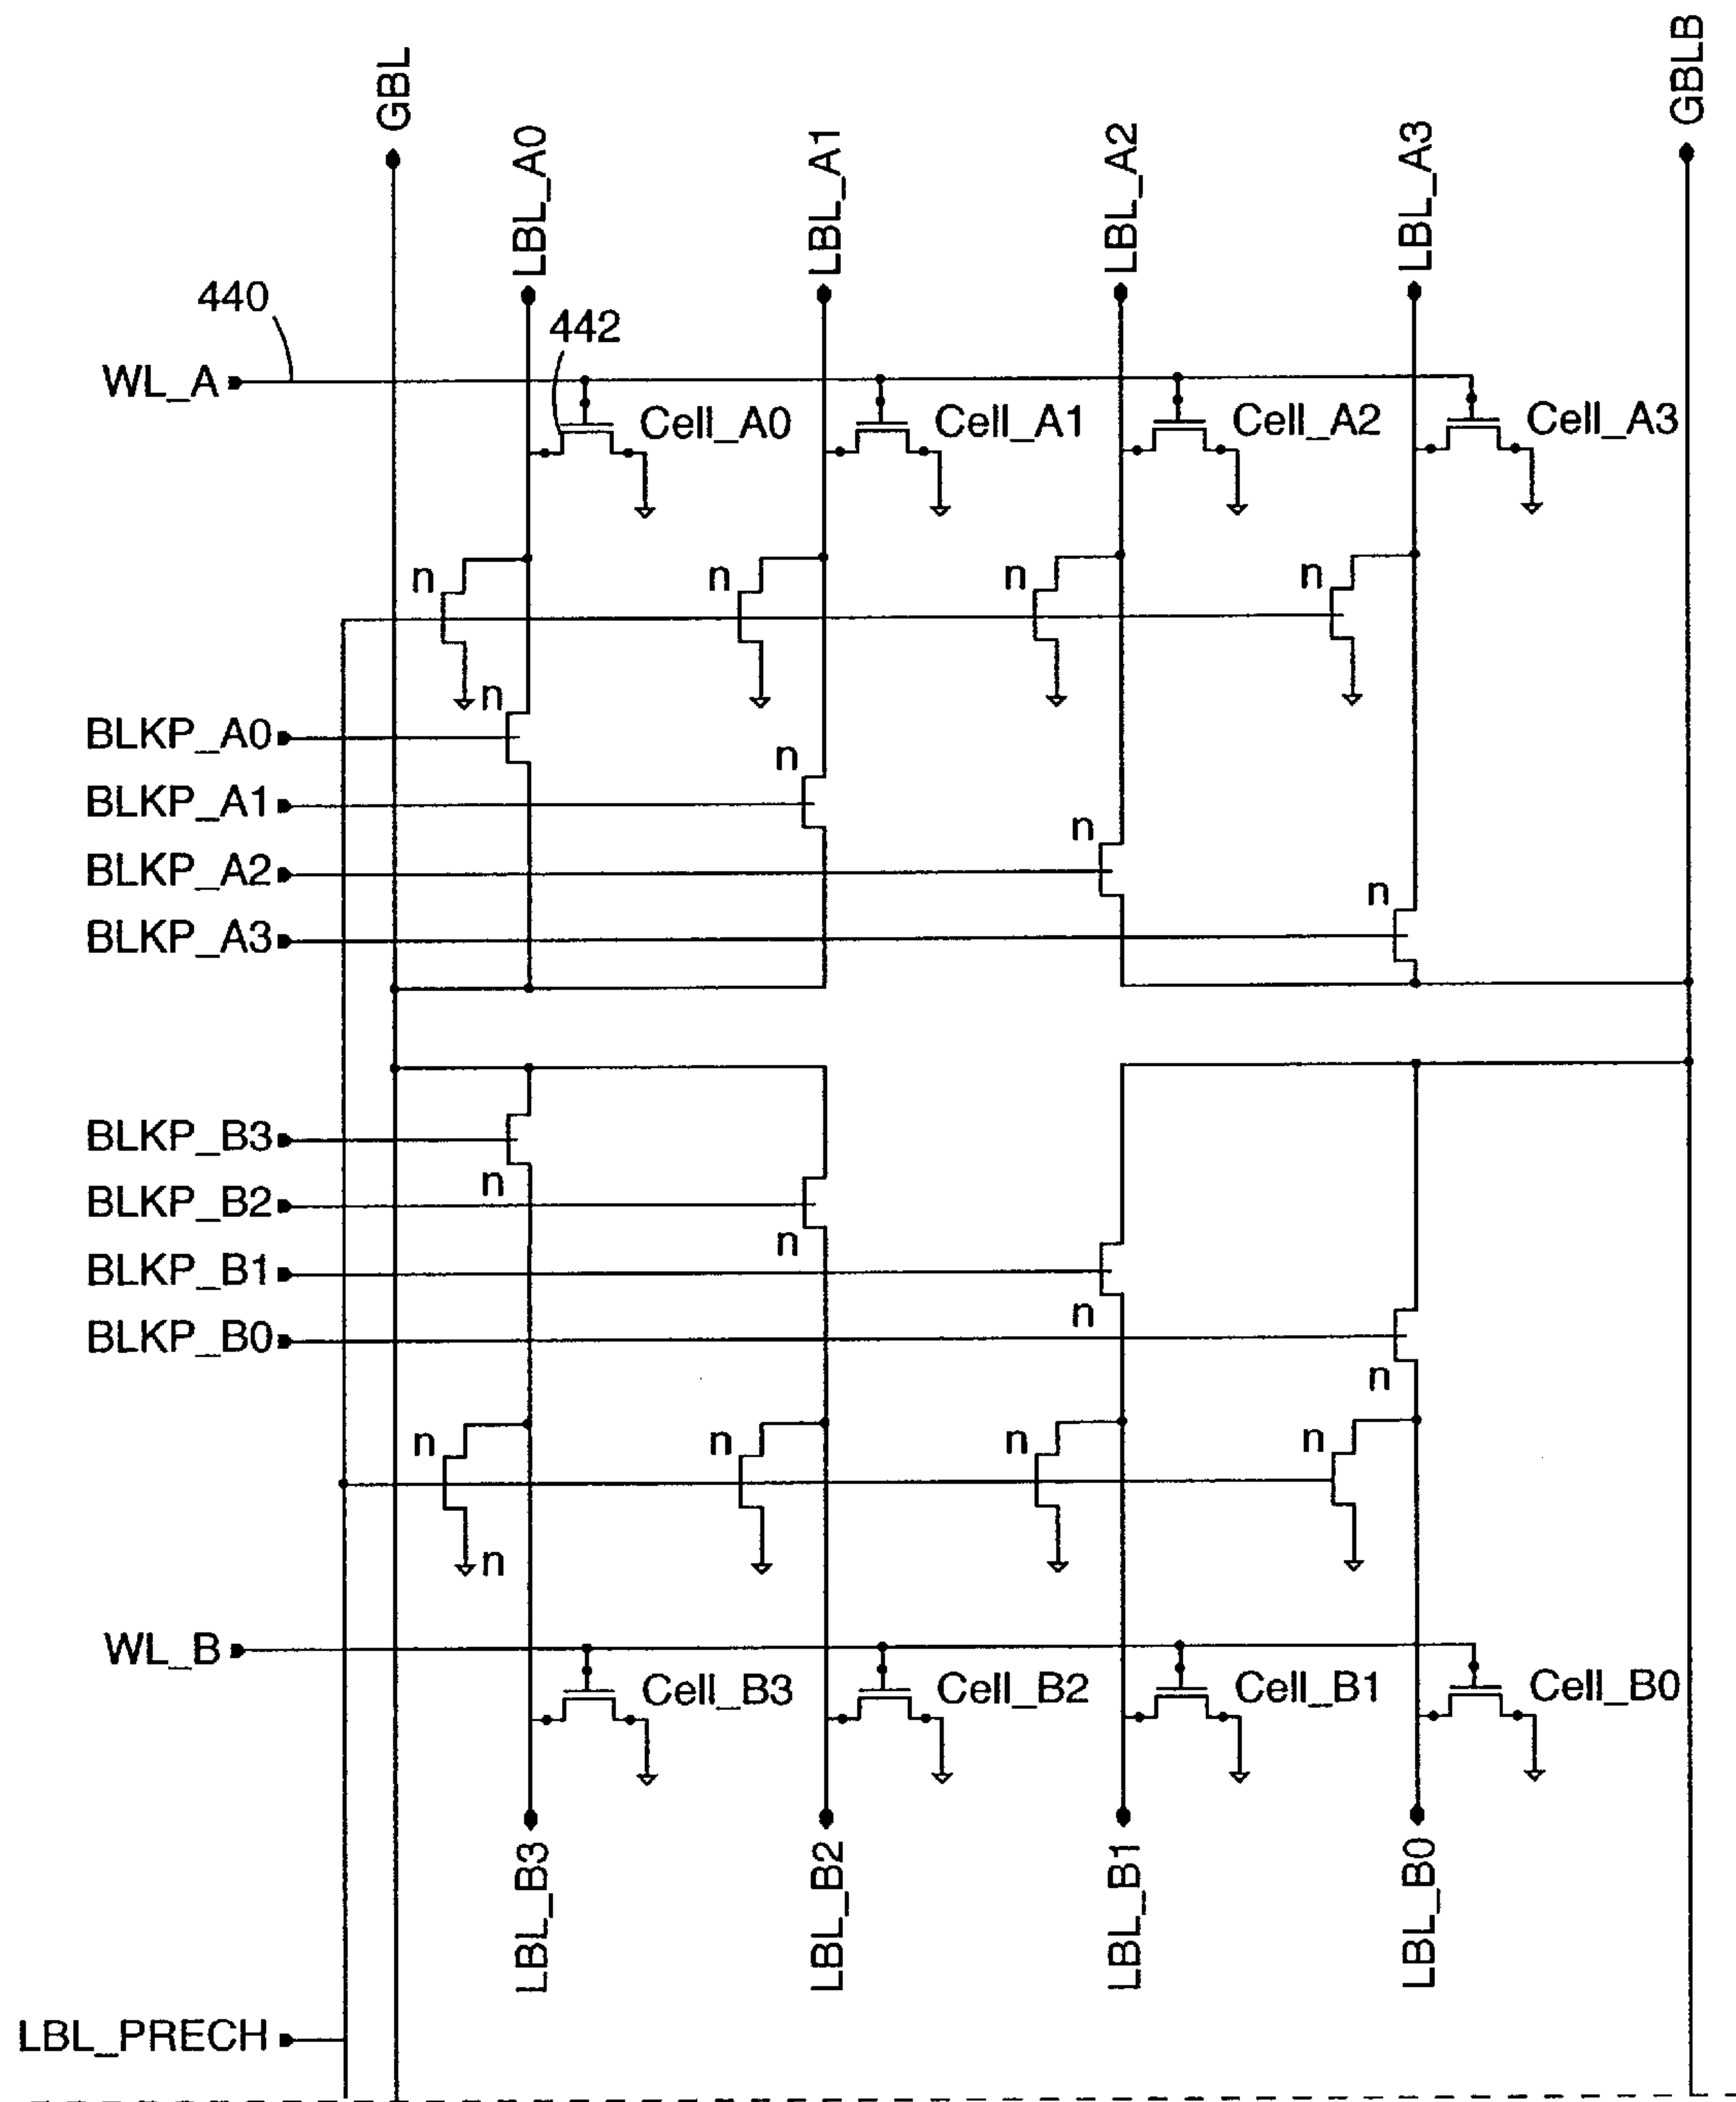 GBL
GBLB
LBL_A0
LBL_A1
LBL_A2
LBL_A3
440
442
WL_A
Cell_A0
Cell_A1
Cell_A2
Cell_A3
n
n
n
n
n
BLKP_A0
n
BLKP_A1
n
BLKP_A2
n
BLKP_A3
BLKP_B3
n
BLKP_B2
n
BLKP_B1
n
BLKP_B0
n
n
n
n
n
n
WL_B
Cell_B3
Cell_B2
Cell_B1
Cell_B0
LBL_B3
LBL_B2
LBL_B1
LBL_B0
LBL_PRECH